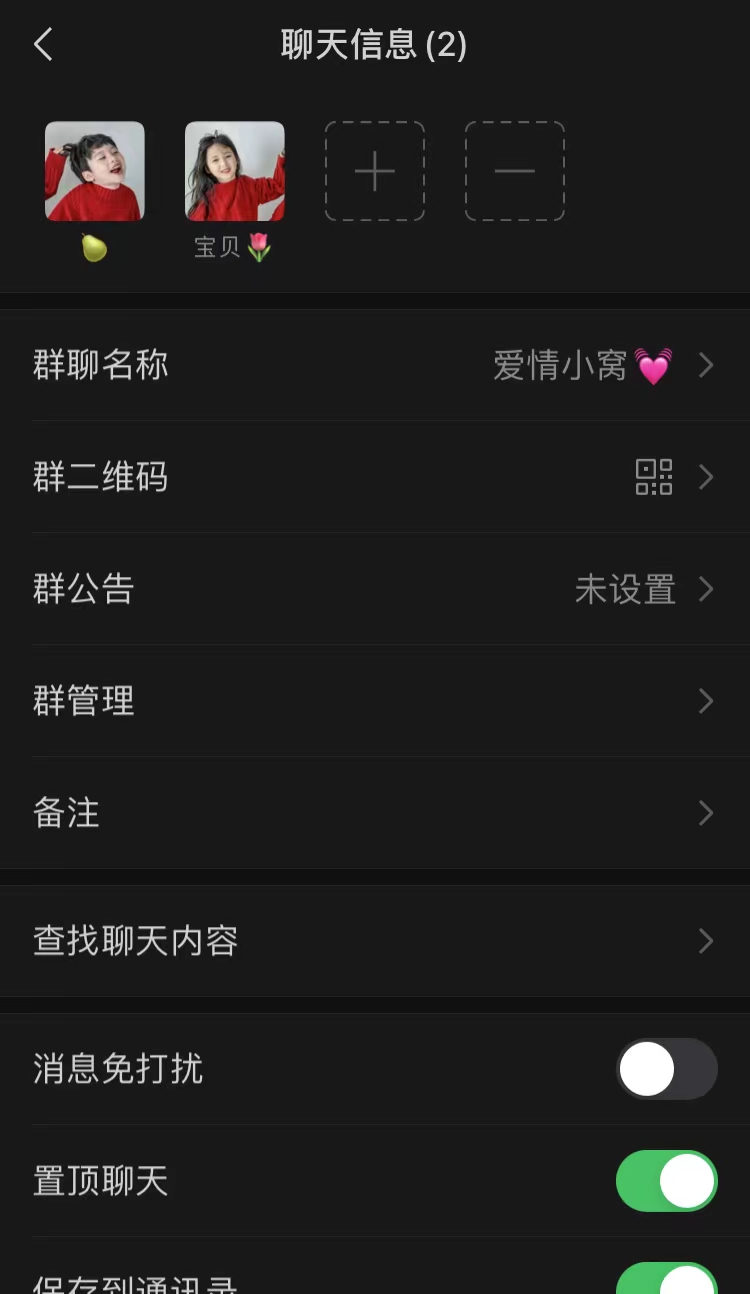 聊天信息(2)
🍐 宝贝🌷
群聊名称 爱情小窝💓
群二维码
群公告 未设置
群管理
备注
查找聊天内容
消息免打扰
置顶聊天
保存到通讯录